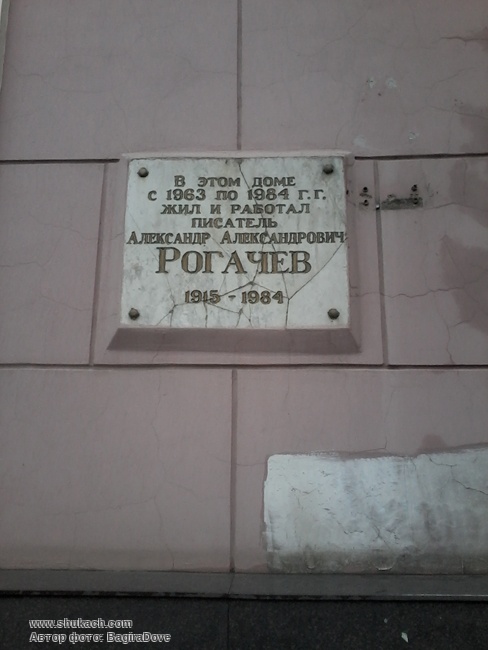 В ЭТОМ ДОМЕ
С 1963 ПО 1984 Г.Г.
ЖИЛ И РАБОТАЛ
ПИСАТЕЛЬ
АЛЕКСАНДР АЛЕКСАНДРОВИЧ
РОГАЧЕВ
1915 - 1984
www.shukach.com
Автор фото: BagiraDove